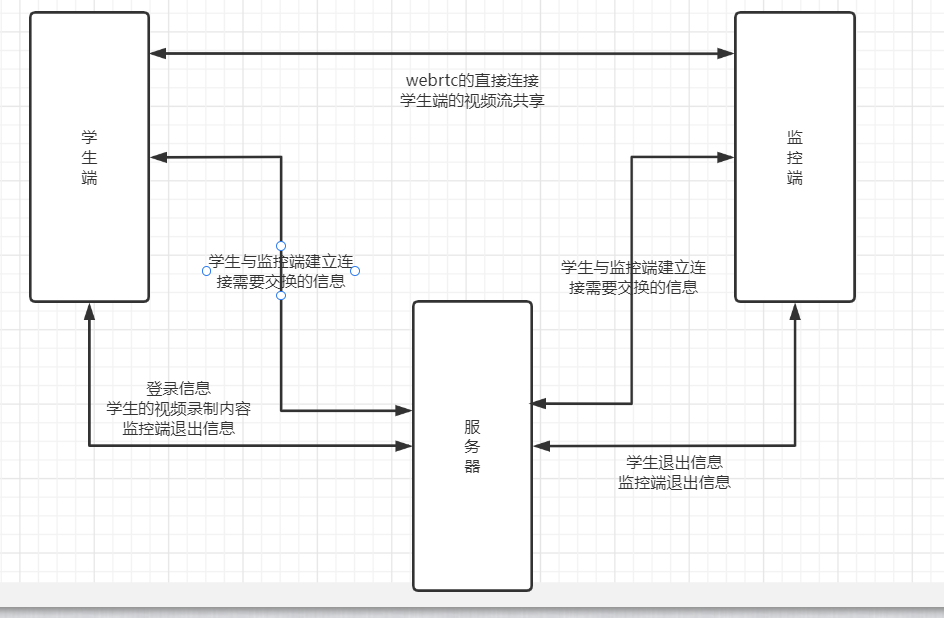 webrtc的直接连接
学生端的视频流共享
学
生
端
监
控
端
学生与监控端建立连
接需要交换的信息
学生与监控端建立连
接需要交换的信息
登录信息
学生的视频录制内容
监控端退出信息
服
务
器
学生退出信息
监控端退出信息